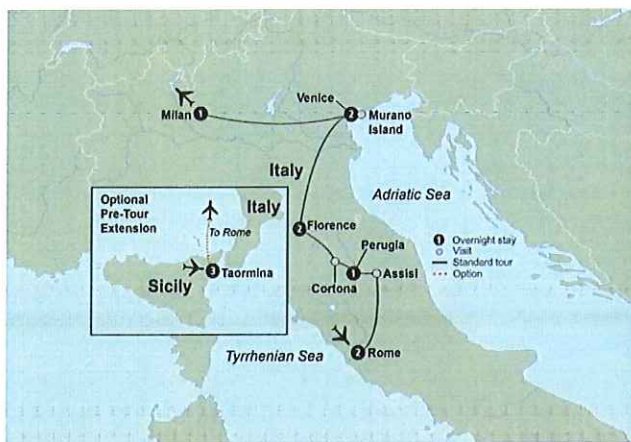 Venice
2
Milan
1
Murano
Island
Italy
Adriatic Sea
Optional
Pre-Tour
Extension
Italy
To Rome
2
Florence
Perugia
1
Assisi
Cortona
3
Taormina
Sicily
1 Overnight stay
Visit
Standard tour
Option
Tyrrhenian Sea
2
Rome